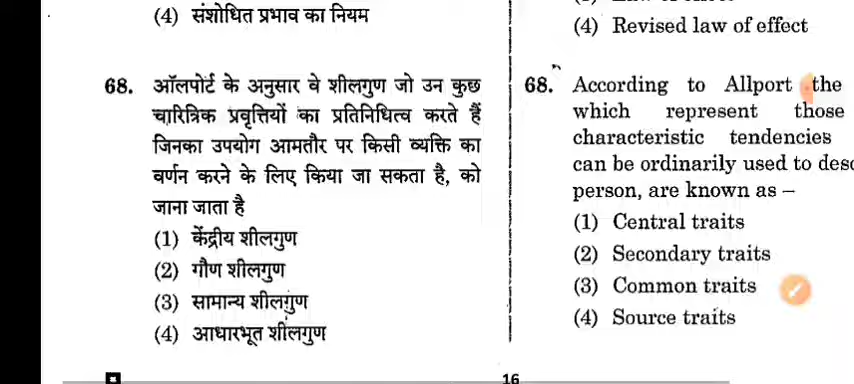 (4) संशोधित प्रभाव का नियम
68. ऑलपोर्ट के अनुसार वे शीलगुण जो उन कुछ
चारित्रिक प्रवृत्तियों का प्रतिनिधित्व करते हैं
जिनका उपयोग आमतौर पर किसी व्यक्ति का
वर्णन करने के लिए किया जा सकता है, को
जाना जाता है
(1) केंद्रीय शीलगुण
(2) गौण शीलगुण
(3) सामान्य शीलगुण
(4) आधारभूत शीलगुण
(4) Revised law of effect
68. According to Allport the
which represent those
characteristic tendencies
can be ordinarily used to desc
person, are known as –
(1) Central traits
(2) Secondary traits
(3) Common traits
(4) Source traits
16